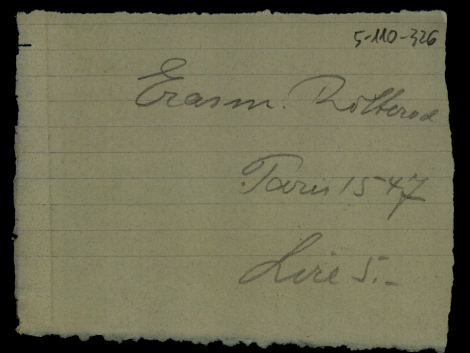 5-110-326
Erasm. Rotterod
Paris 1547
Lire 5.-